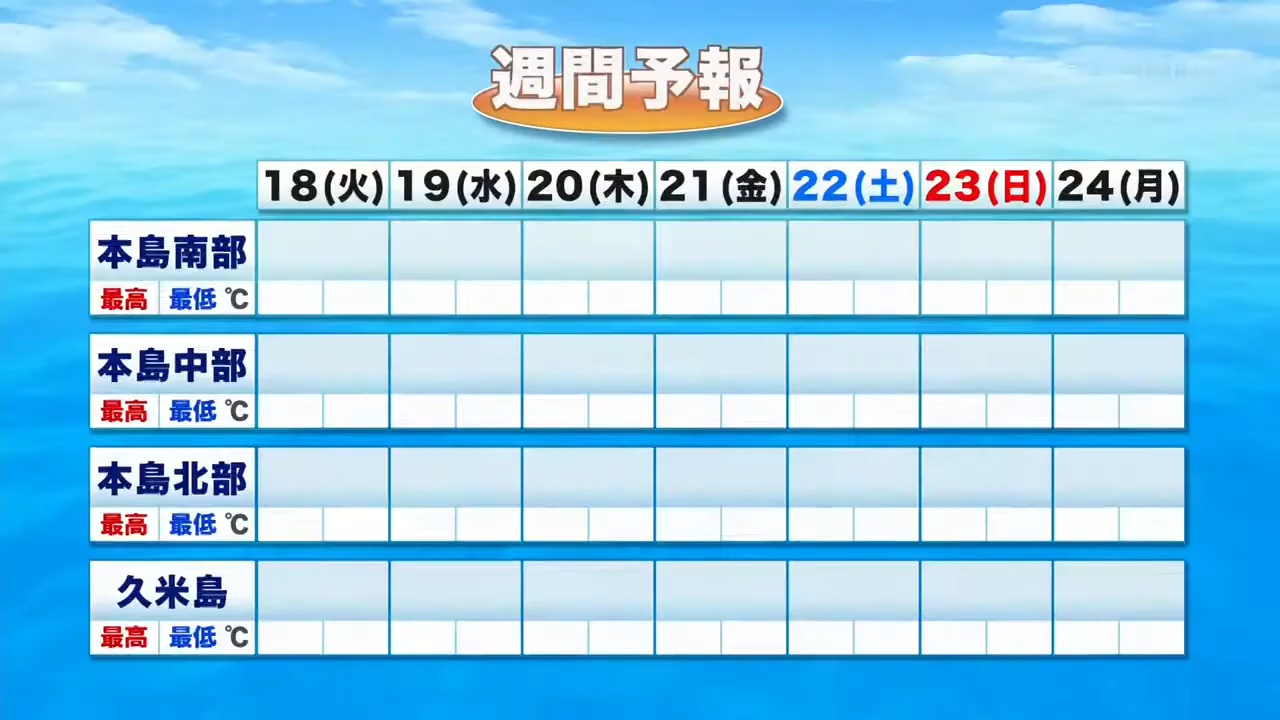 週間予報
18(火) 19(水) 20(木) 21(金) 22(土) 23(日) 24(月)
本島南部
最高 最低 ℃
本島中部
最高 最低 ℃
本島北部
最高 最低 ℃
久米島
最高 最低 ℃